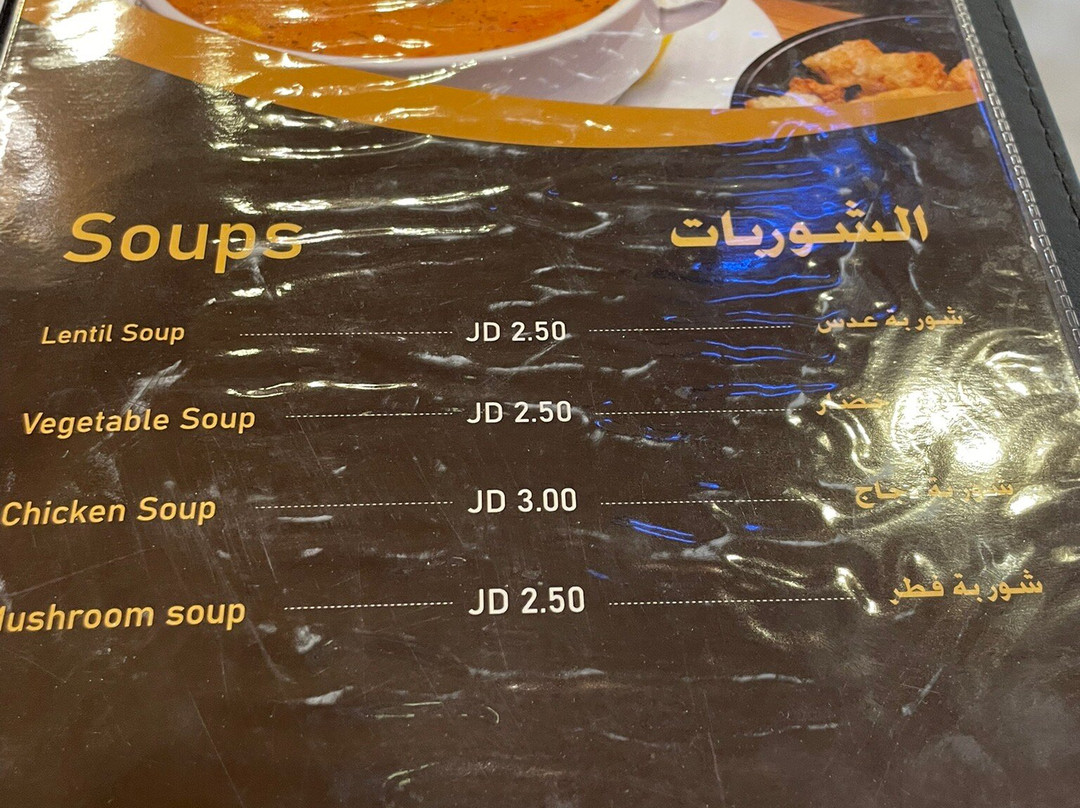 Soups الشوربات
Lentil Soup JD 2.50 شوربة عدس
Vegetable Soup JD 2.50
Chicken Soup JD 3.00 شوربة
soup JD 2.50 شوربة فطر